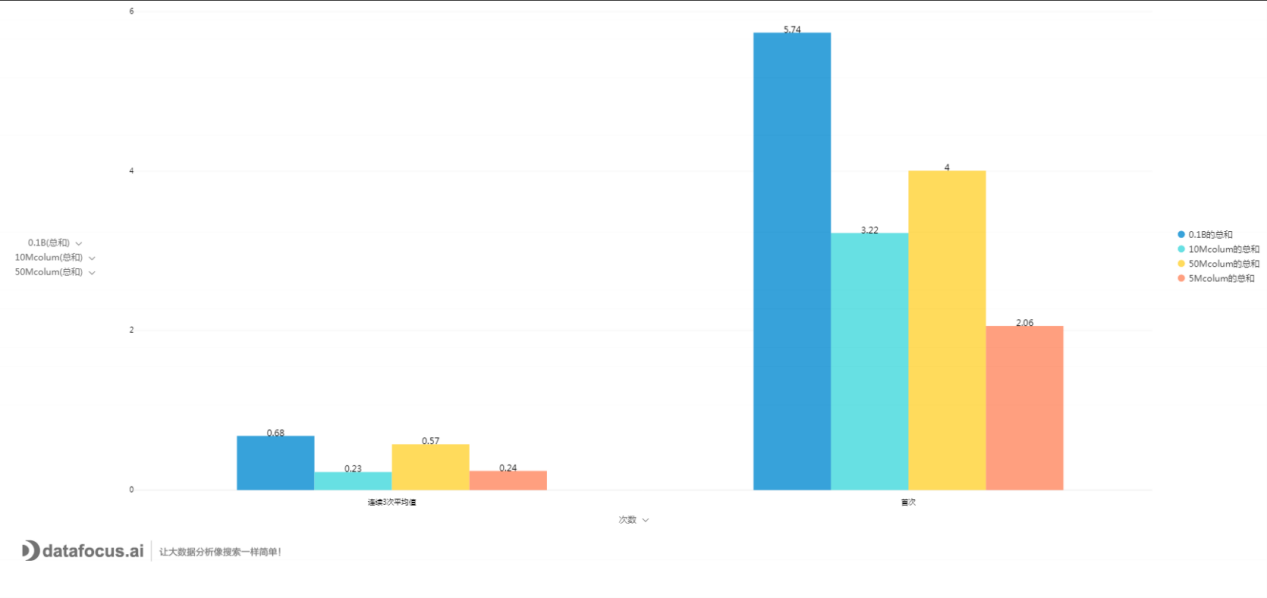 6
5.74
4
4
3.22
2
2.06
0.68
0.57
0.23
0.24
0
0.1B(总和)
10Mcolum(总和)
50Mcolum(总和)
0.1B的总和
10Mcolum的总和
50Mcolum的总和
5Mcolum的总和
连续3次平均值
首次
次数
datafocus.ai
让大数据分析像搜索一样简单!